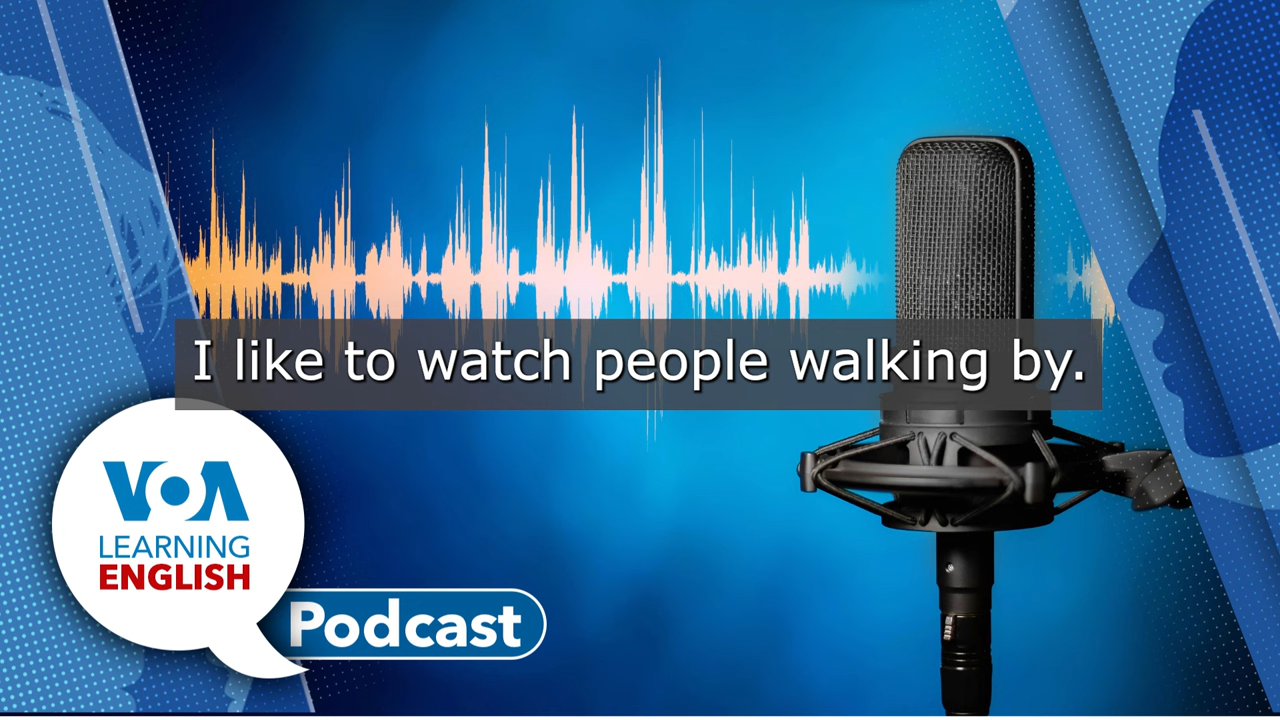 I like to watch people walking by.
VOA
LEARNING
ENGLISH
Podcast